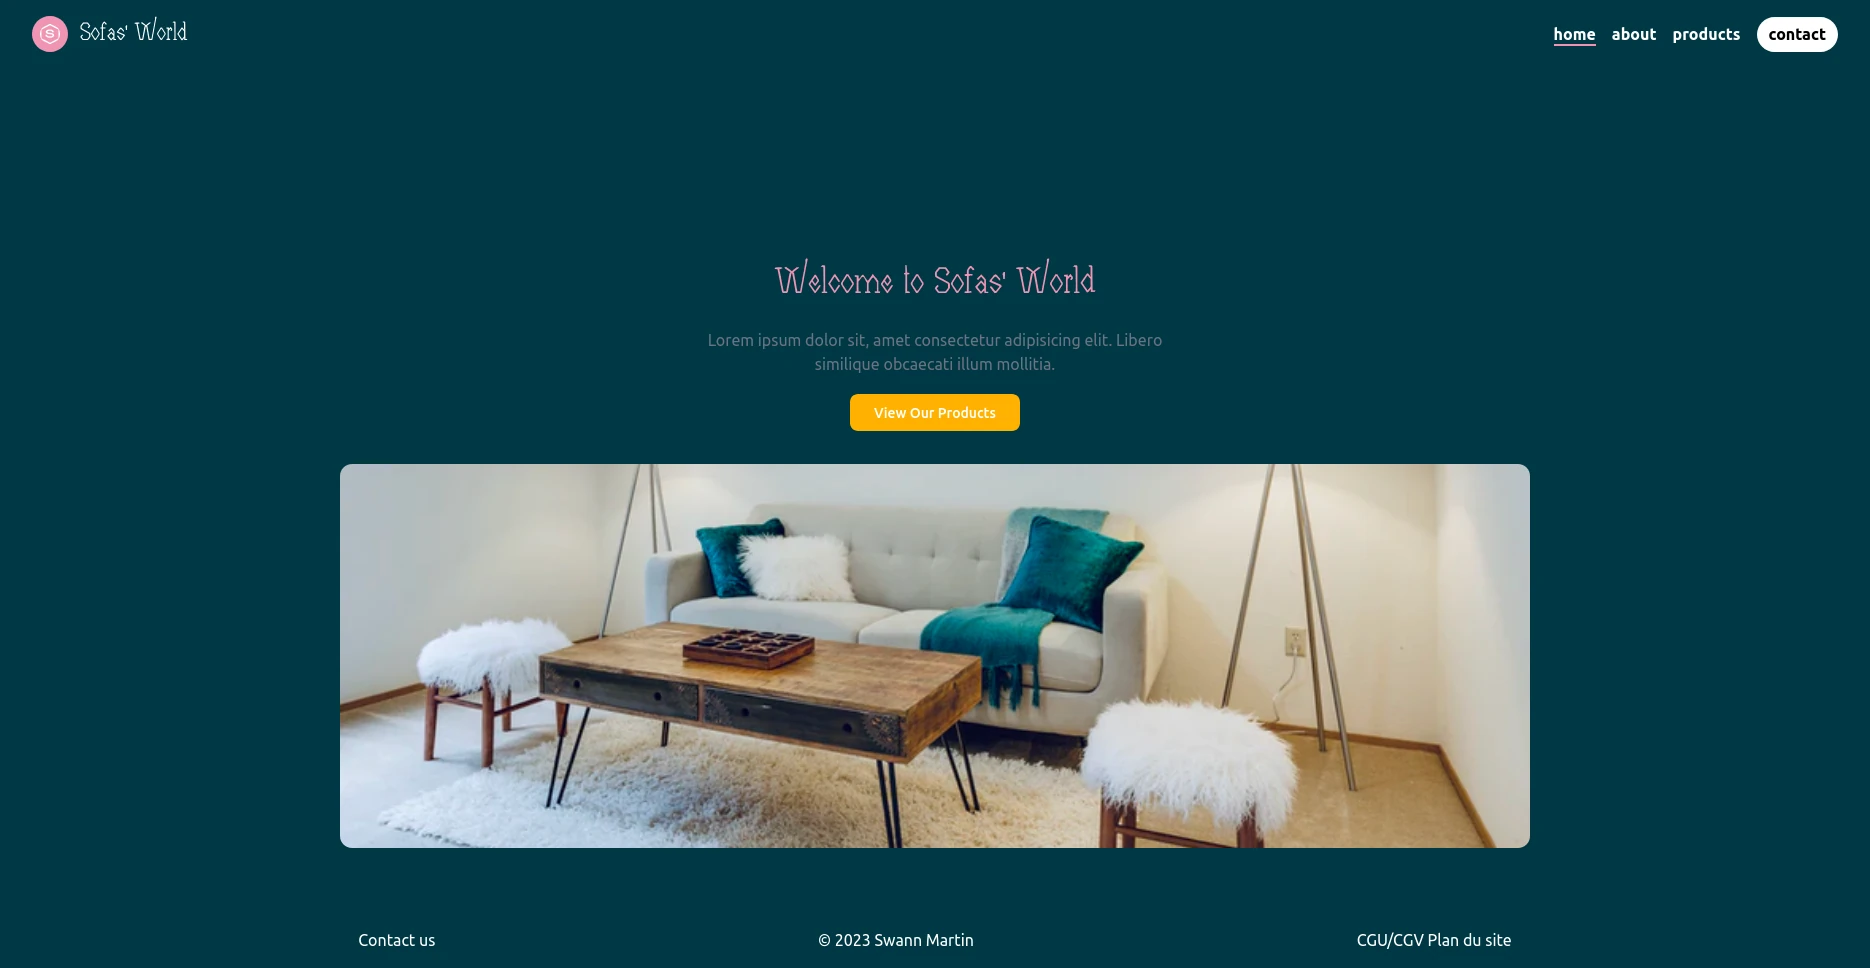 S
Sofas' World
home about products contact
Welcome to Sofas' World
Lorem ipsum dolor sit, amet consectetur adipisicing elit. Libero
similique obcaecati illum mollitia.
View Our Products
Contact us
© 2023 Swann Martin
CGU/CGV Plan du site